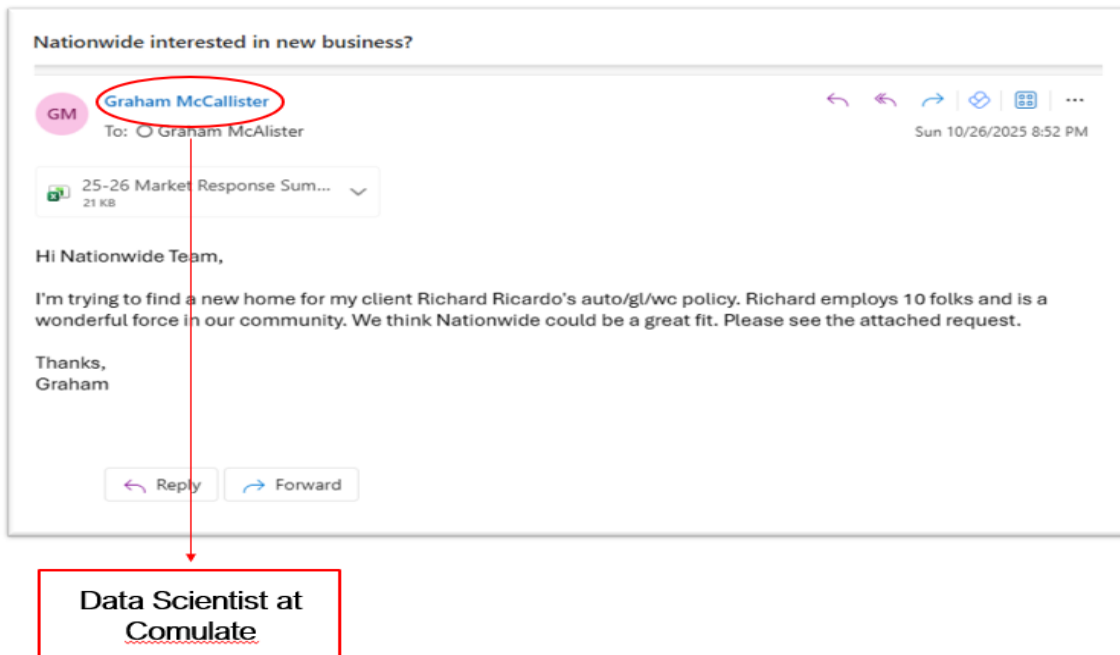 Nationwide interested in new business?
GM
Graham McCallister
To: Graham McAlister
Sun 10/26/2025 8:52 PM
25-26 Market Response Sum...
21 KB
Hi Nationwide Team,
I'm trying to find a new home for my client Richard Ricardo's auto/gl/wc policy. Richard employs 10 folks and is a
wonderful force in our community. We think Nationwide could be a great fit. Please see the attached request.
Thanks,
Graham
Reply
Forward
Data Scientist at
Comulate